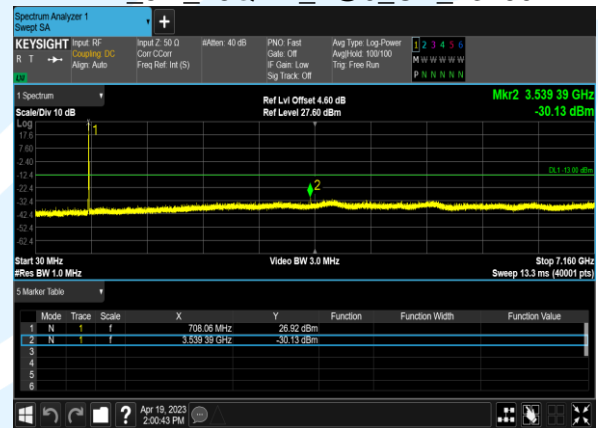 Spectrum Analyzer 1
Swept SA
KEYSIGHT
R T
Input: RF
Coupling: DC
Align: Auto
Input Z: 50 Ω
Corr CCorr
Freq Ref: Int (S)
#Atten: 40 dB
PNO: Fast
Gate: Off
IF Gain: Low
Sig Track: Off
Avg Type: Log-Power
Avg|Hold: 100/100
Trig: Free Run
1 2 3 4 5 6
M W W W W W
P N N N N N
1 Spectrum
Scale/Div 10 dB
Ref Lvl Offset 4.60 dB
Ref Level 27.60 dBm
Mkr2 3.539 39 GHz
-30.13 dBm
Log
17.6
7.60
-2.40
-12.4
-22.4
-32.4
-42.4
-52.4
-62.4
1
2
DL1 -13.00 dBm
Start 30 MHz
#Res BW 1.0 MHz
Video BW 3.0 MHz
Stop 7.160 GHz
Sweep 13.3 ms (40001 pts)
5 Marker Table
Mode Trace Scale X Y Function Function Width Function Value
1 N 1 f 708.06 MHz 26.92 dBm
2 N 1 f 3.539 39 GHz -30.13 dBm
3
4
5
6
?
Apr 19, 2023
2:00:43 PM